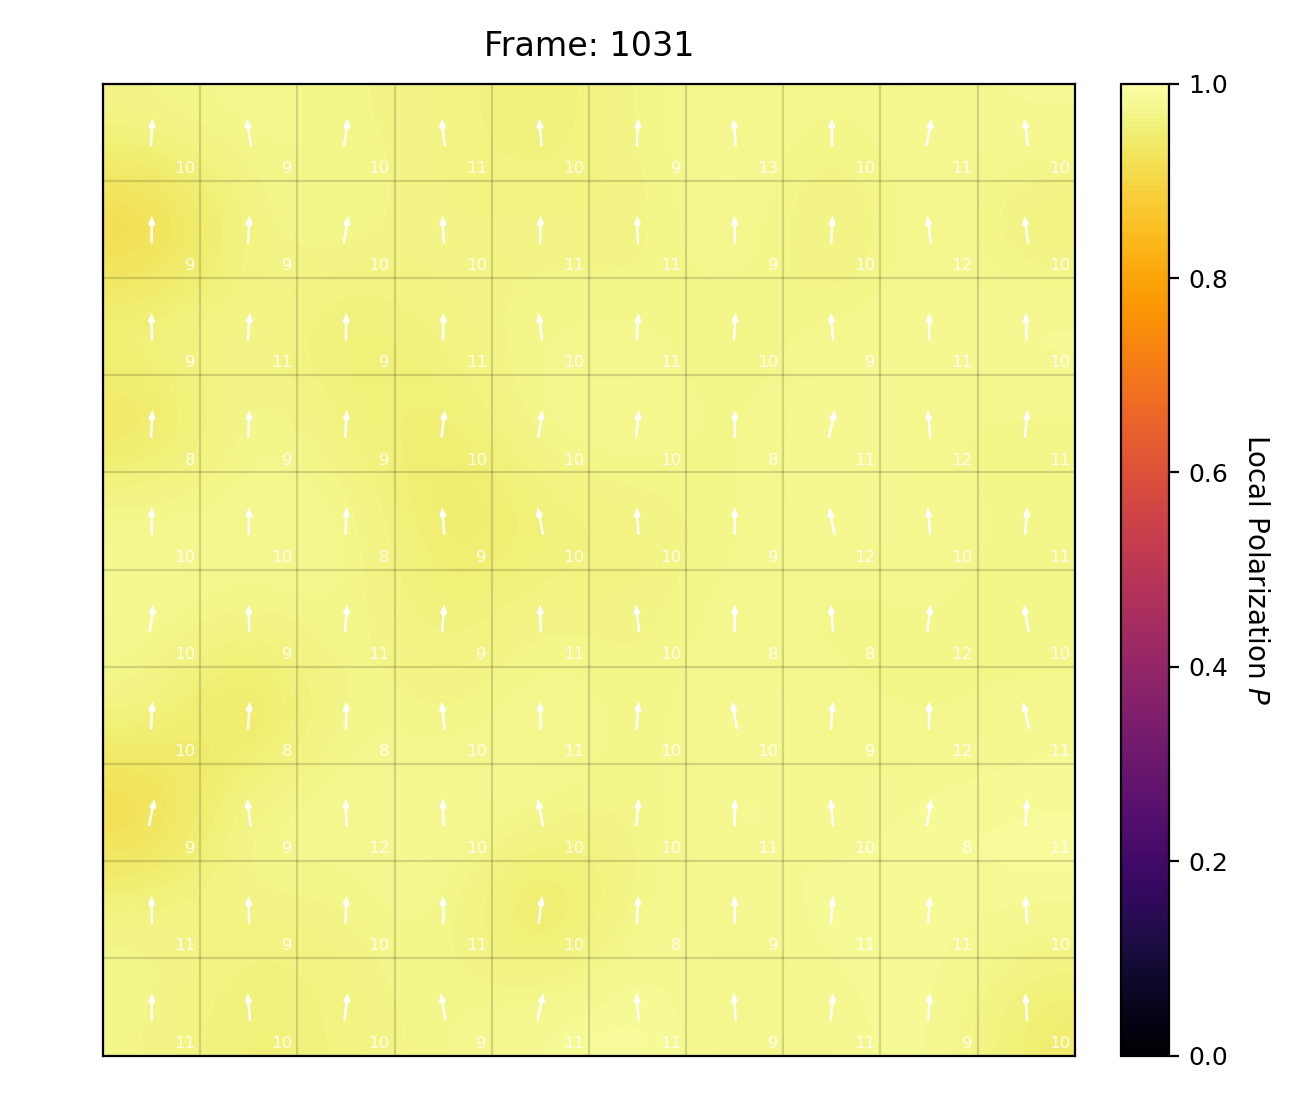 Frame: 1031
10 9 10 11 10 9 13 10 11 10
9 9 10 10 11 11 9 10 12 10
9 11 9 11 10 11 10 9 11 10
8 9 9 10 10 10 8 11 12 11
10 10 8 9 10 10 9 12 10 11
10 9 11 9 11 10 8 8 12 10
10 8 8 10 11 10 10 9 12 11
9 9 12 10 10 10 11 10 8 11
11 9 10 11 10 8 9 11 11 10
11 10 10 9 11 11 9 11 9 10
1.0
0.8
0.6
0.4
0.2
0.0
Local Polarization P